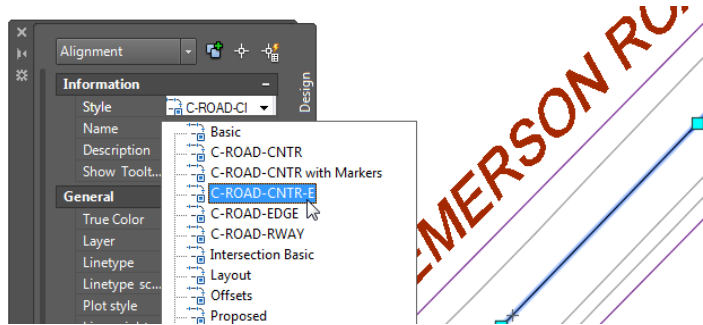 Alignment
Information
Style
C-ROAD-CI
Name
Description
Show Toolt...
General
True Color
Layer
Linetype
Linetype sc...
Plot style
Basic
C-ROAD-CNTR
C-ROAD-CNTR with Markers
C-ROAD-CNTR-E
C-ROAD-EDGE
C-ROAD-RWAY
Intersection Basic
Layout
Offsets
Proposed
Design
EMERSON RO